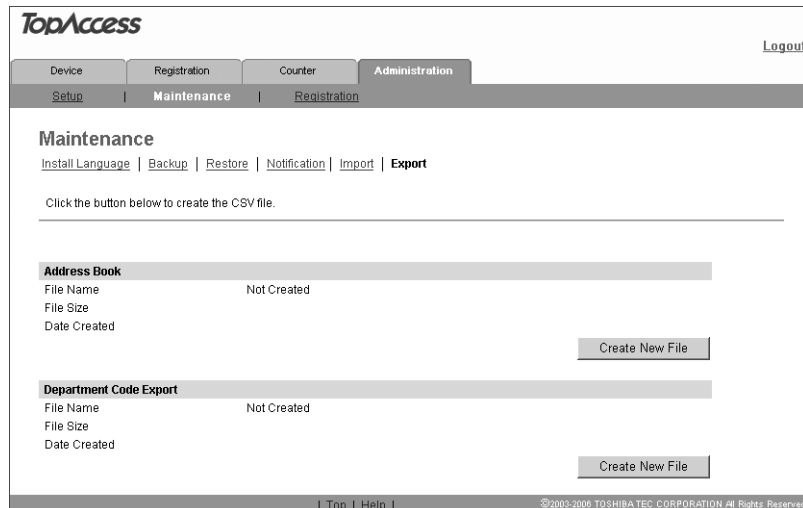 TopAccess
Logout
Device Registration Counter Administration
Setup | Maintenance | Registration
Maintenance
Install Language | Backup | Restore | Notification | Import | Export
Click the button below to create the CSV file.
Address Book
File Name Not Created
File Size
Date Created
Create New File
Department Code Export
File Name Not Created
File Size
Date Created
Create New File
| Top | Help | ©2003-2006 TOSHIBA TEC CORPORATION All Rights Reserved